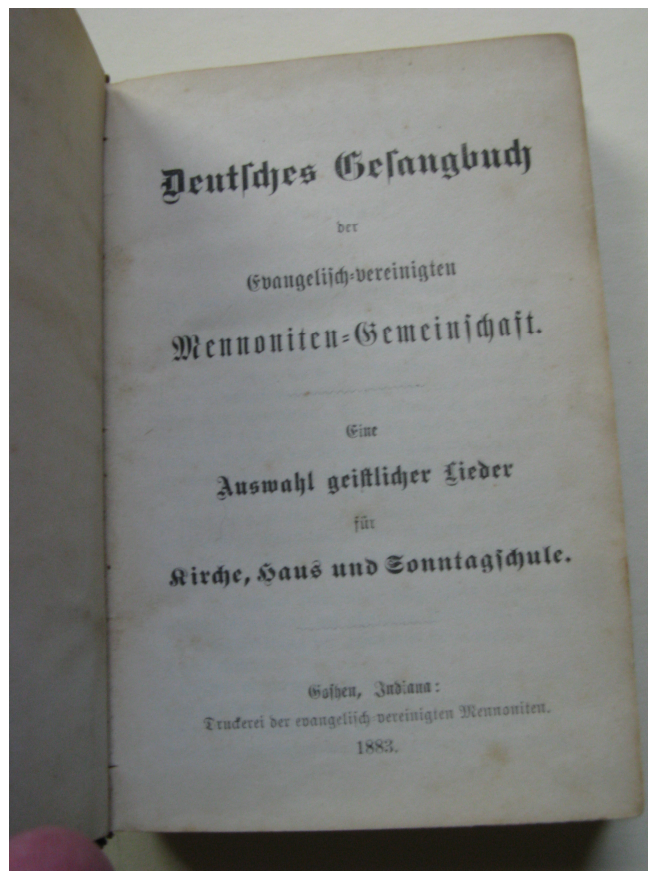 Deutſches Geſangbuch
der
Evangeliſch-vereinigten
Mennoniten-Gemeinſchaft.
Eine
Auswahl geiſtlicher Lieder
für
Kirche, Haus und Sonntagſchule.
Goſhen, Indiana:
Druckerei der evangeliſch-vereinigten Mennoniten.
1883.